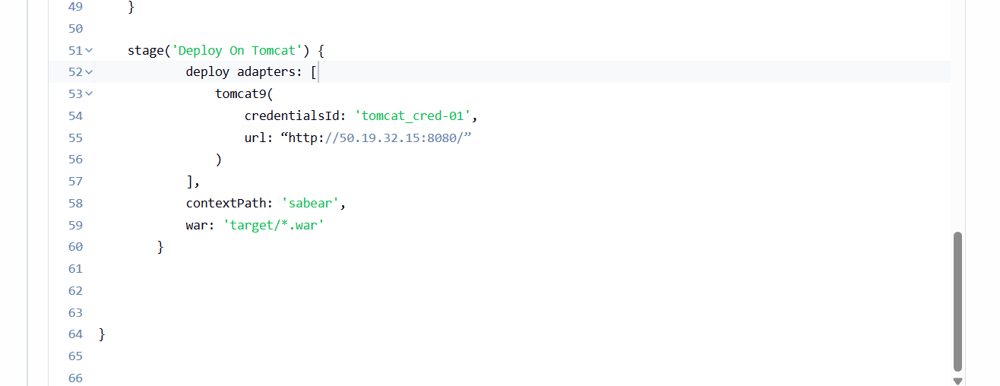 49 }
50
51 stage('Deploy On Tomcat') {
52 deploy adapters: [
53 tomcat9(
54 credentialsId: 'tomcat_cred-01',
55 url: “http://50.19.32.15:8080/”
56 )
57 ],
58 contextPath: 'sabear',
59 war: 'target/*.war'
60 }
61
62
63
64 }
65
66